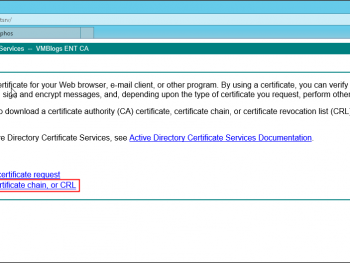 phos
Services -- VMBlogs ENT CA
ertificate for your Web browser, e-mail client, or other program. By using a certificate, you can verify
sign and encrypt messages, and, depending upon the type of certificate you request, perform other
o download a certificate authority (CA) certificate, certificate chain, or certificate revocation list (CRL)
e Directory Certificate Services, see Active Directory Certificate Services Documentation.
certificate request
rtificate chain, or CRL